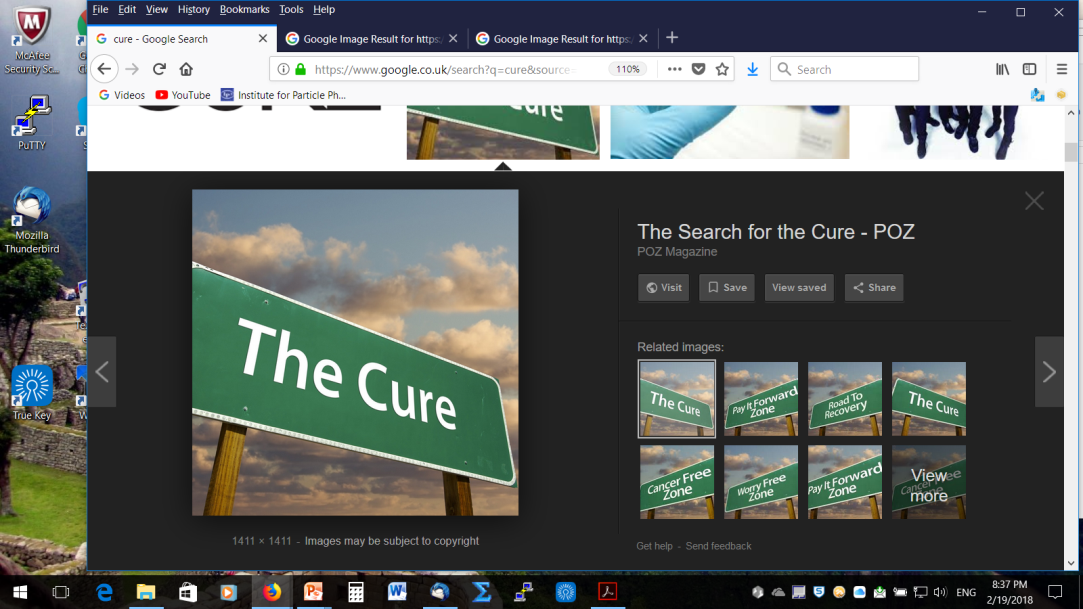 File Edit View History Bookmarks Tools Help
cure - Google Search
Google Image Result for https:
Google Image Result for https:
https://www.google.co.uk/search?q=cure&source
110%
Search
Videos YouTube Institute for Particle Ph...
McAfee
Security Sc...
PuTTY
Mozilla
Thunderbird
True Key
cure
The Cure
1411 × 1411 - Images may be subject to copyright
The Search for the Cure - POZ
POZ Magazine
Visit Save View saved Share
Related images:
The Cure
Pay It Forward
Zone
Road To
Recovery
The Cure
Cancer Free
Zone
Worry Free
Zone
Pay It Forward
Zone
Cancer Free
Zone
View
more
Get help - Send feedback
ENG
8:37 PM
2/19/2018